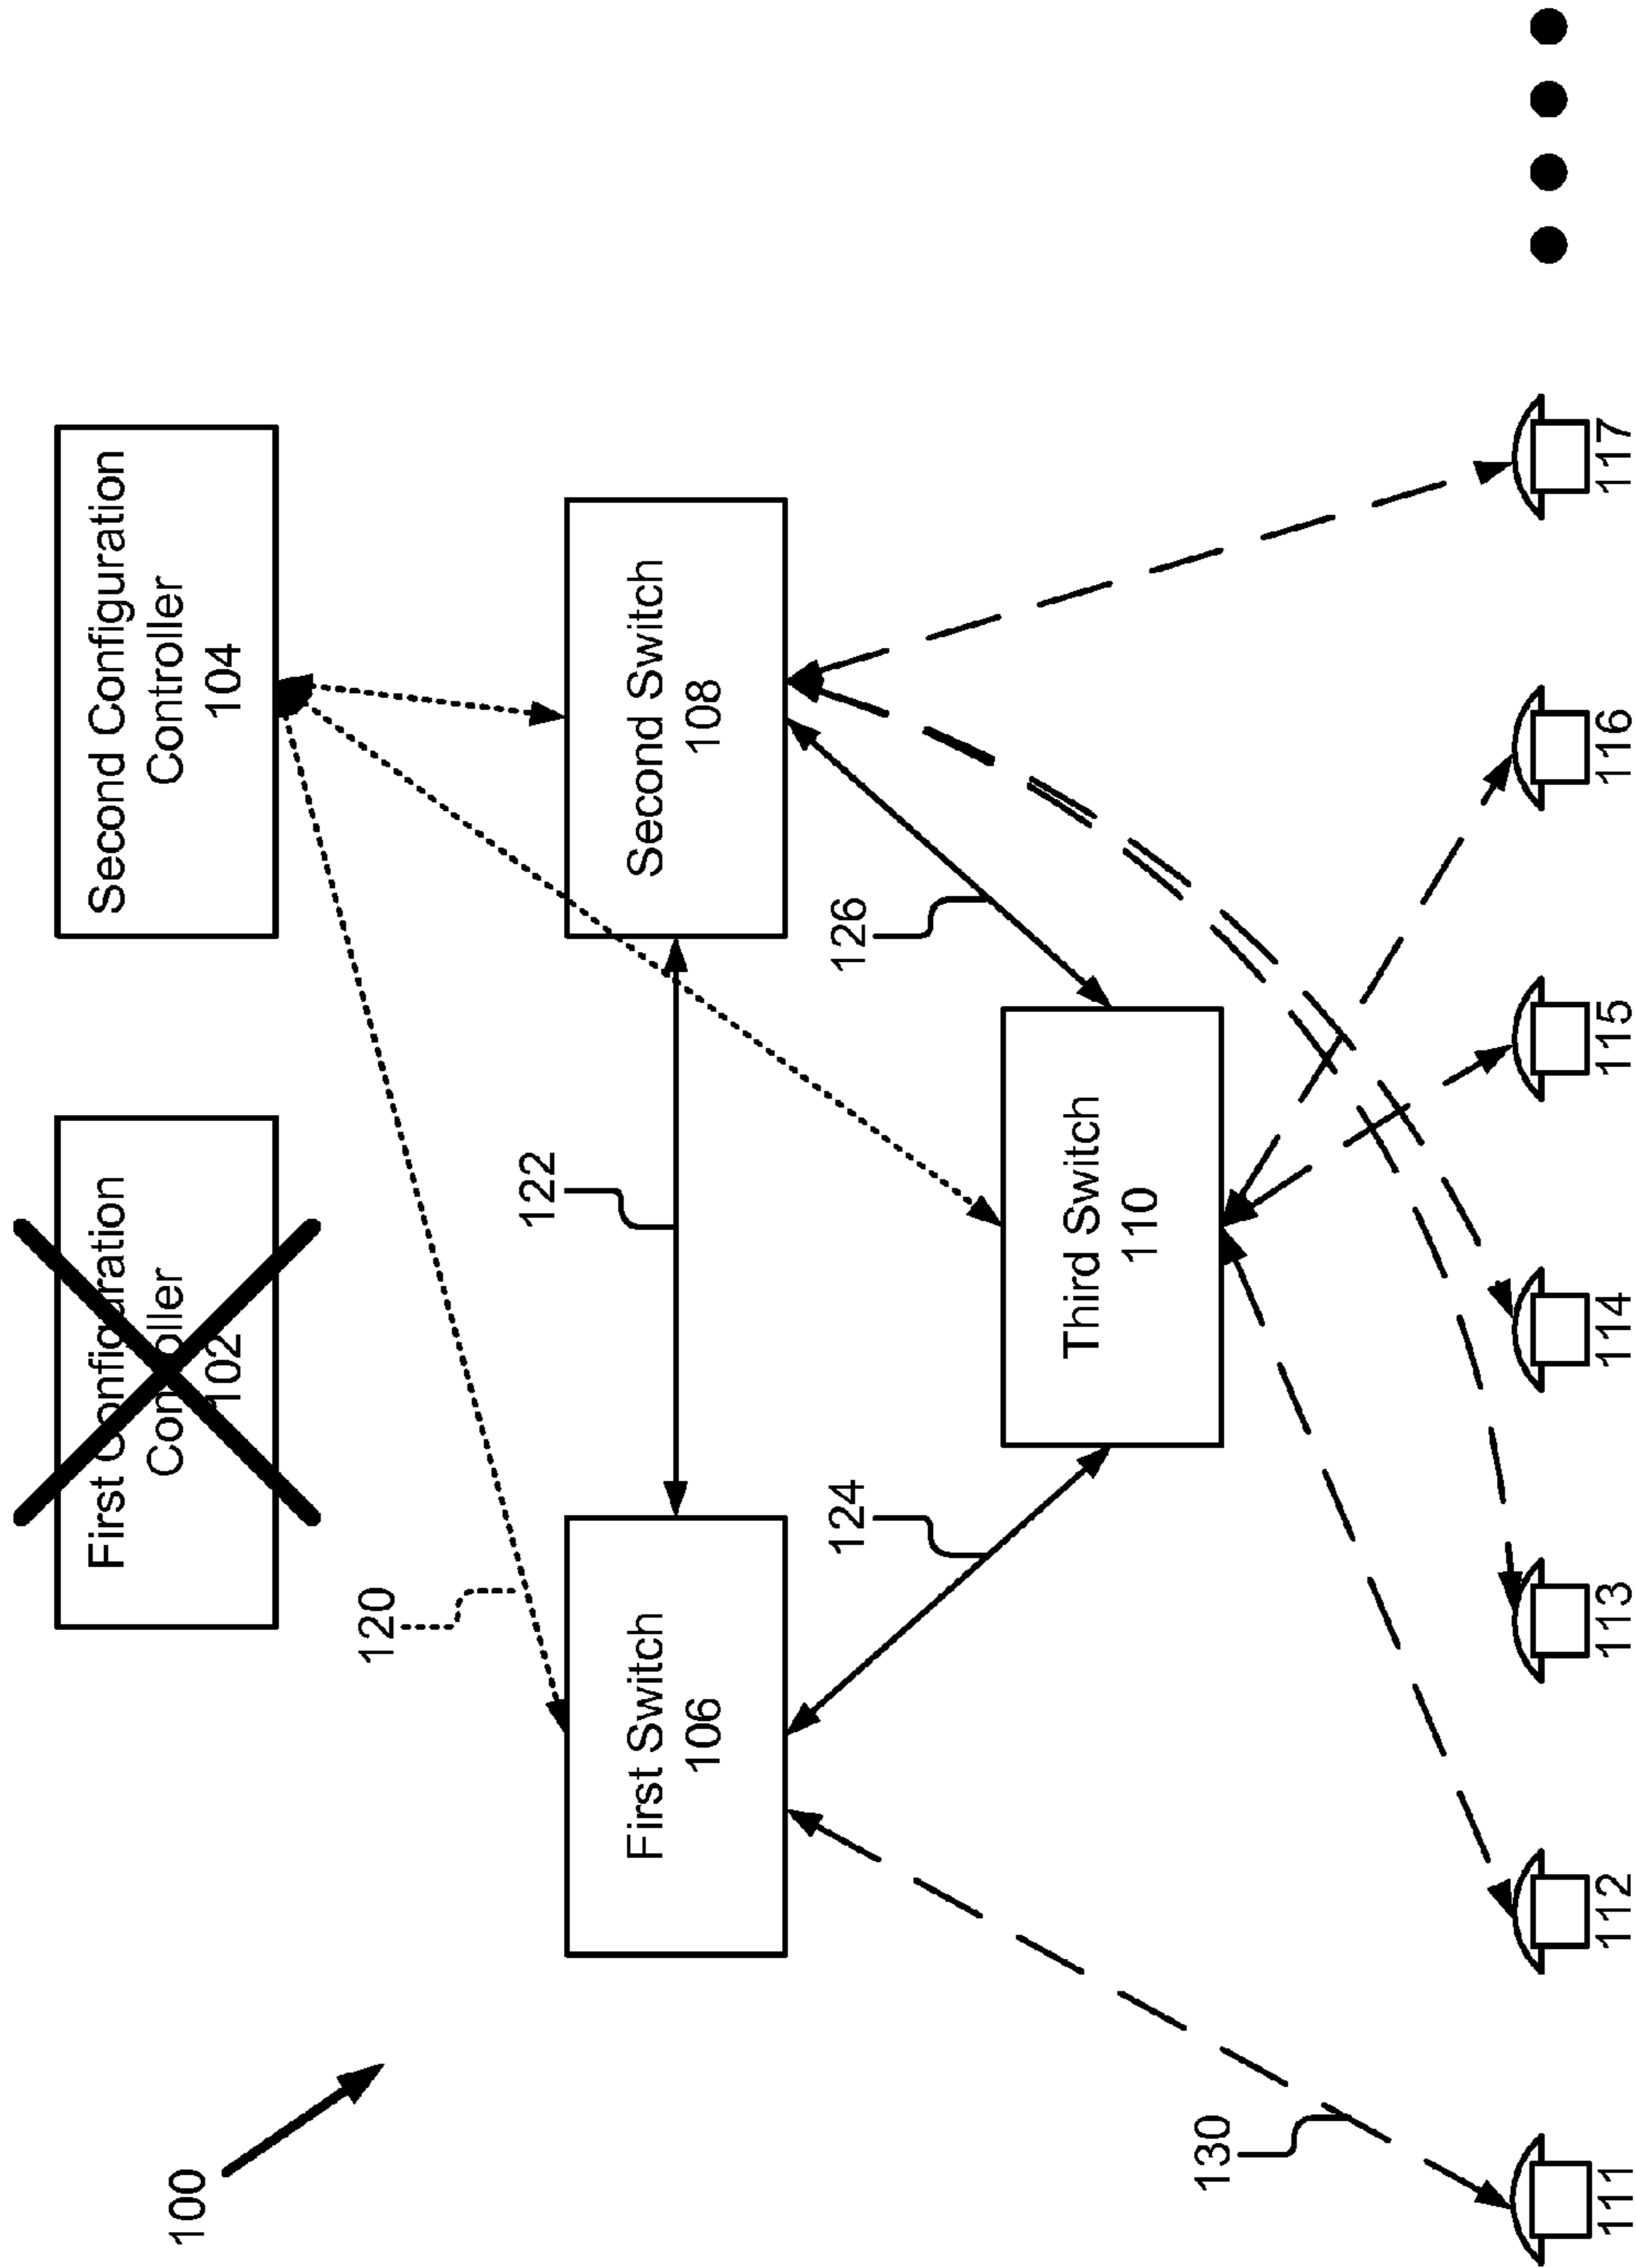 100
First Configuration
Controller
102
Second Configuration
Controller
104
120
122
First Switch
106
Second Switch
108
124
126
Third Switch
110
130
111
112
113
114
115
116
117